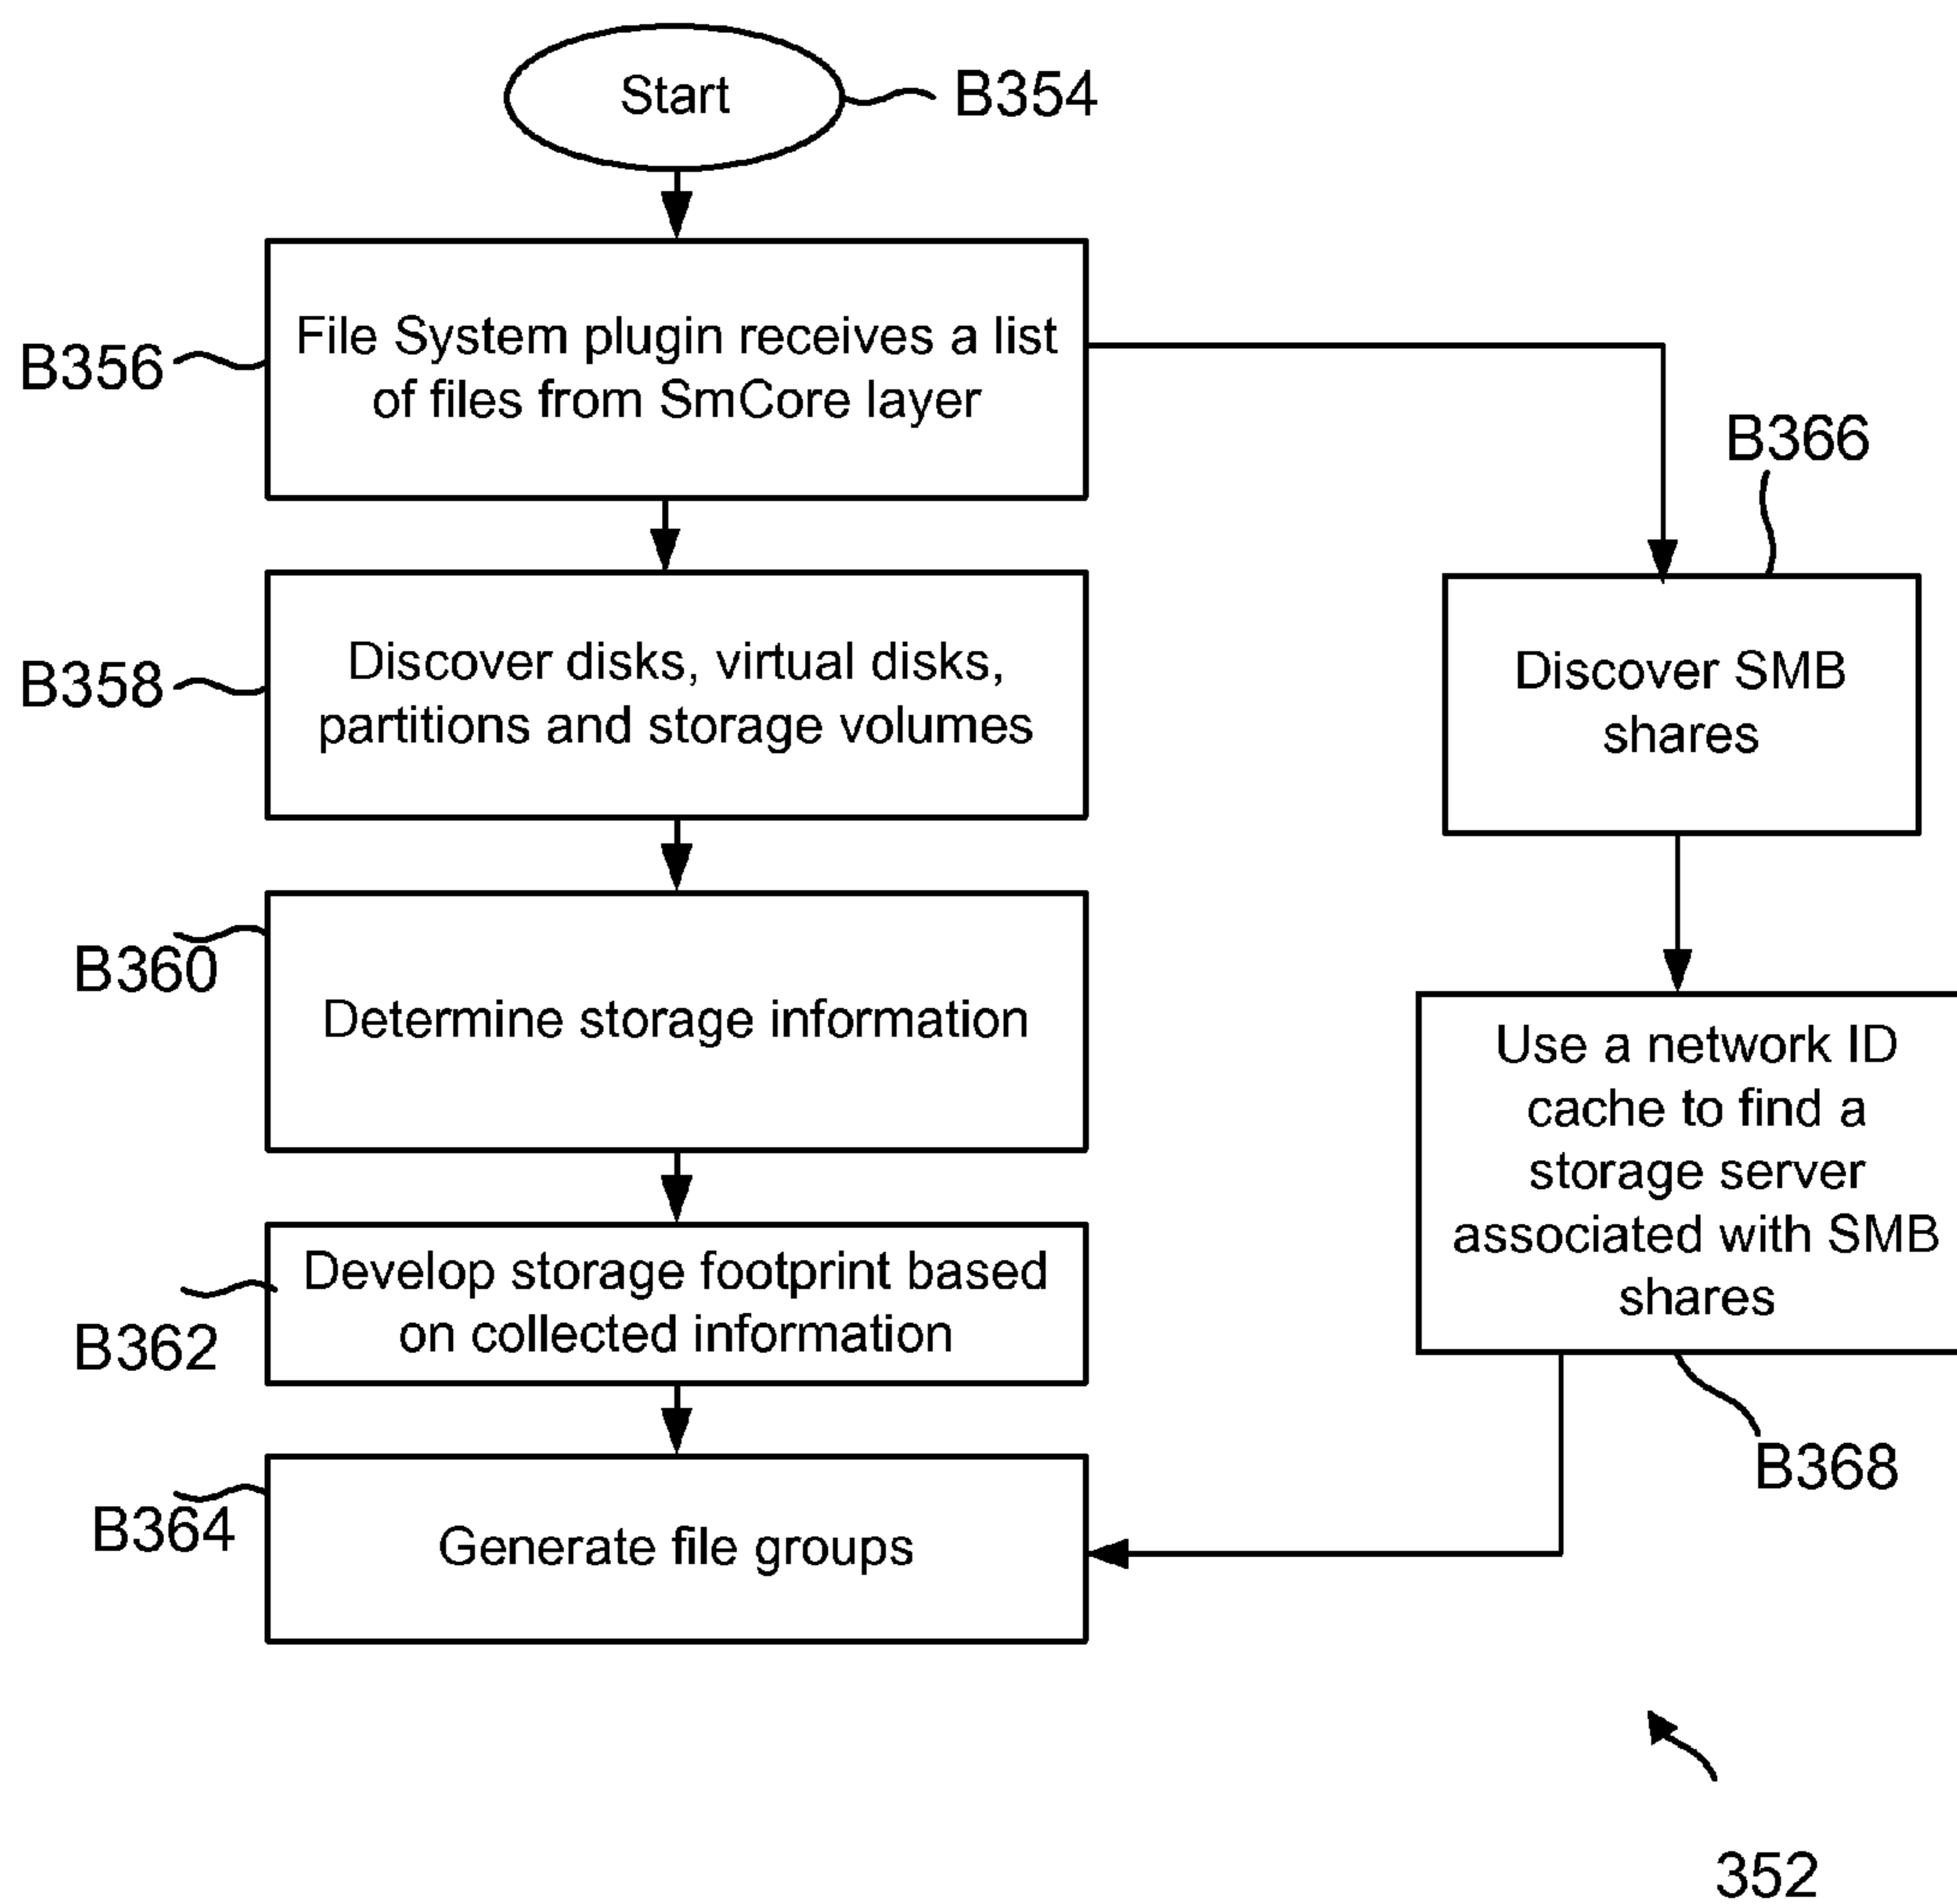 Start
B354
File System plugin receives a list
of files from SmCore layer
B356
B366
Discover disks, virtual disks,
partitions and storage volumes
B358
Discover SMB
shares
B360
Determine storage information
Use a network ID
cache to find a
storage server
associated with SMB
shares
Develop storage footprint based
on collected information
B362
B368
B364
Generate file groups
352